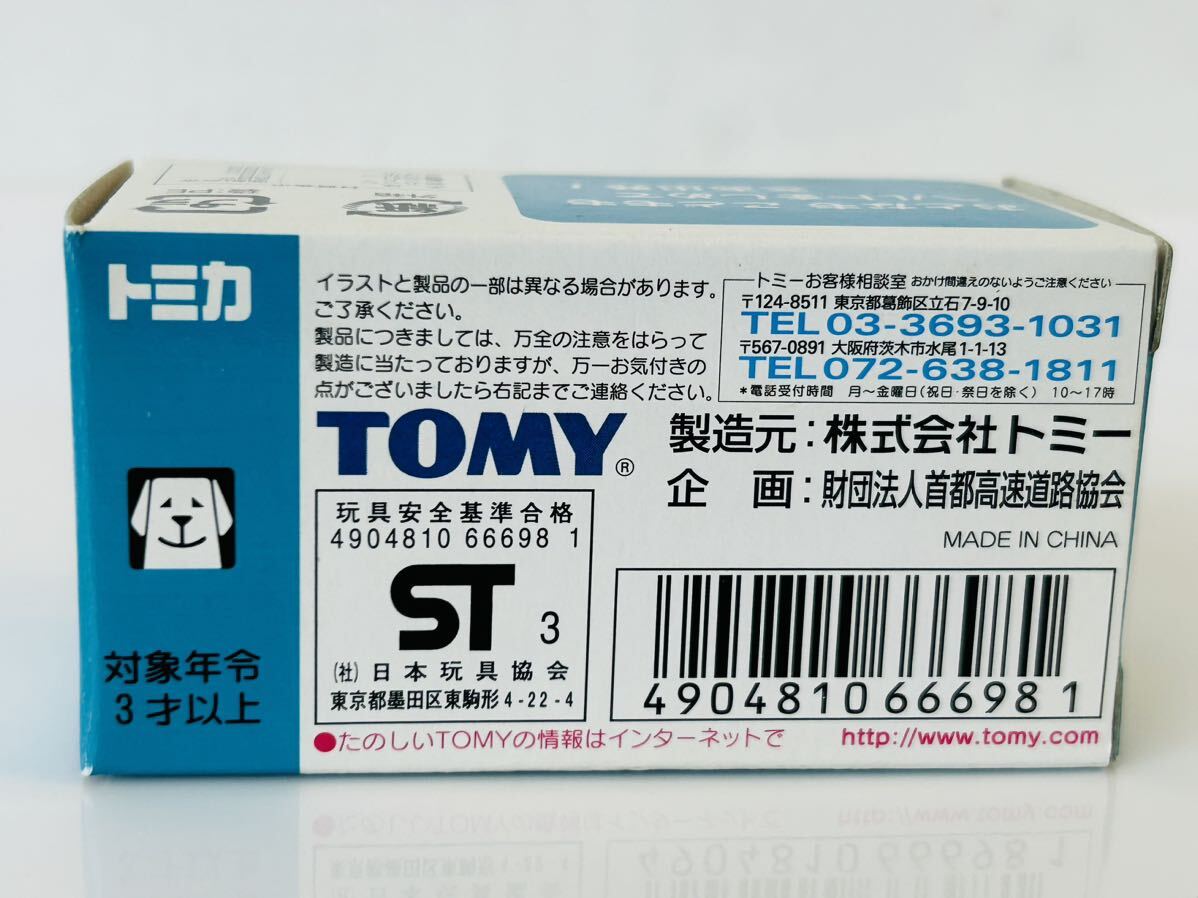 トミカ
対象年令
3才以上
イラストと製品の一部は異なる場合があります。
ご了承ください。
製品につきましては、万全の注意をはらって
製造に当たっておりますが、万一お気付きの
点がございましたら右記までご連絡ください。
トミーお客様相談室 おかけ間違えのないようご注意ください
〒124-8511 東京都葛飾区立石7-9-10
TEL 03-3693-1031
〒567-0891 大阪府茨木市水尾1-1-13
TEL 072-638-1811
*電話受付時間 月~金曜日(祝日・祭日を除く) 10~17時
TOMY®
製造元:株式会社トミー
企画:財団法人首都高速道路協会
MADE IN CHINA
玩具安全基準合格
4904810 66698 1
ST 3
(社)日本玩具協会
東京都墨田区東駒形4-22-4
4904810666981
●たのしいTOMYの情報はインターネットで http://www.tomy.com